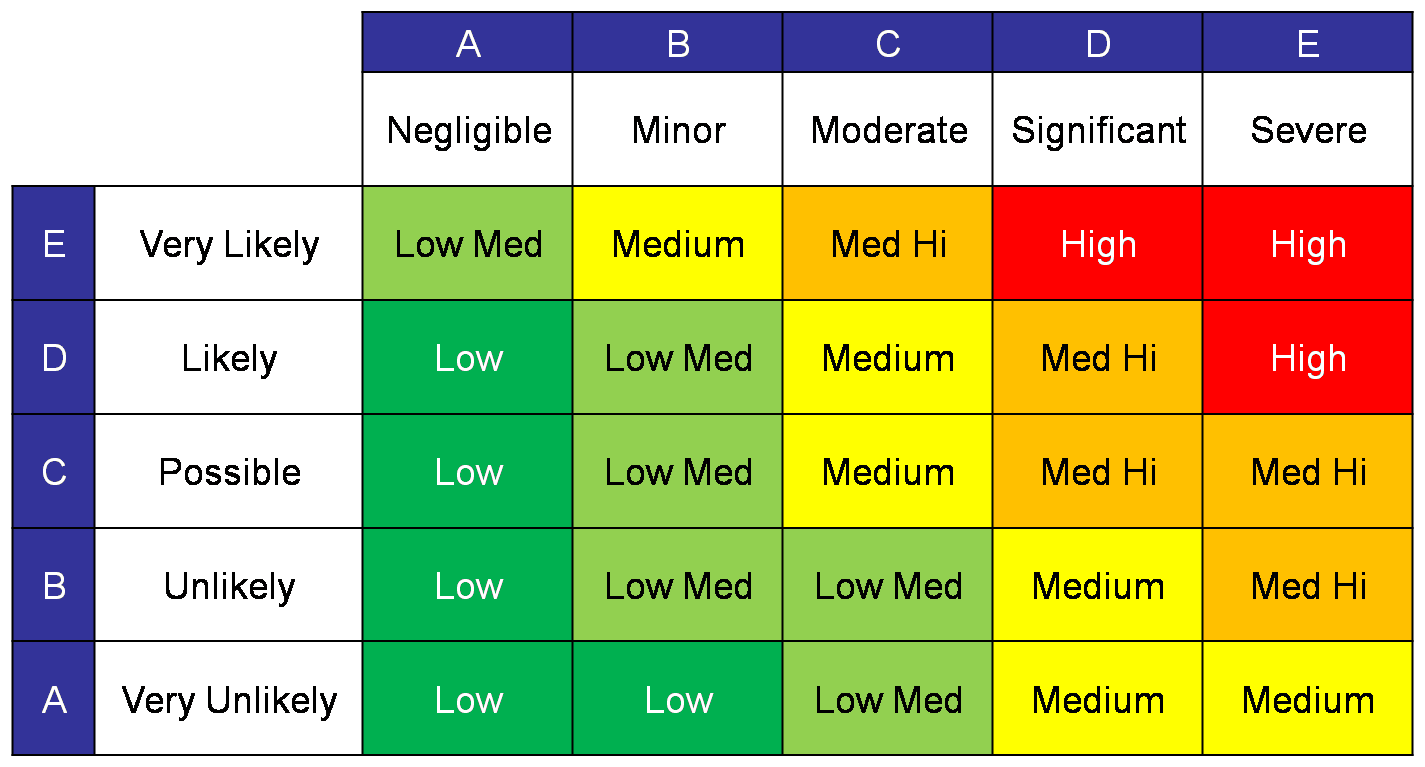 A B C D E
Negligible Minor Moderate Significant Severe
E Very Likely Low Med Medium Med Hi High High
D Likely Low Low Med Medium Med Hi High
C Possible Low Low Med Medium Med Hi Med Hi
B Unlikely Low Low Med Low Med Medium Med Hi
A Very Unlikely Low Low Low Med Medium Medium